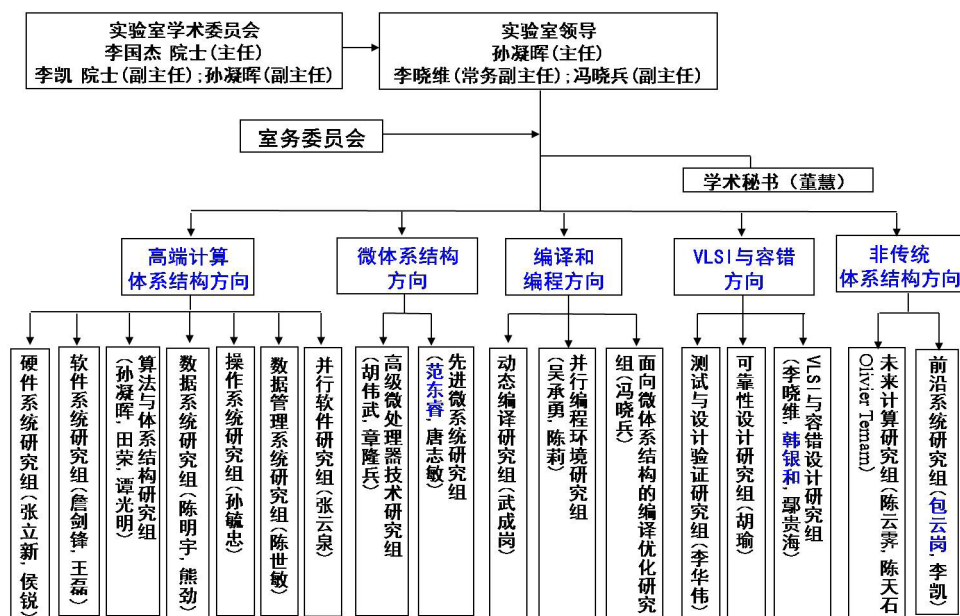 实验室学术委员会
李国杰 院士(主任)
李凯 院士(副主任);孙凝晖(副主任)
实验室领导
孙凝晖(主任)
李晓维(常务副主任);冯晓兵(副主任)
室务委员会
学术秘书（董慧）
高端计算
体系结构方向
微体系结构
方向
编译和
编程方向
VLSI与容错
方向
非传统
体系结构方向
硬件系统研究组(张立新, 侯锐)
软件系统研究组(詹剑锋, 王磊)
算法与体系结构研究组
(孙凝晖, 田荣, 谭光明)
数据系统研究组(陈明宇, 熊劲)
操作系统研究组(孙毓忠)
数据管理系统研究组(陈世敏)
并行软件研究组(张云泉)
高级微处理器技术研究组
(胡伟武, 章隆兵)
先进微系统研究组
(范东睿, 唐志敏)
动态编译研究组(武成岗)
并行编程环境研究组
(吴承勇, 陈莉)
面向微体系结构的编译优化研究
组(冯晓兵)
测试与设计验证研究组(李华伟)
可靠性设计研究组(胡瑜)
VLSI与容错设计研究组
(李晓维, 韩银和, 鄢贵海)
未来计算研究组(陈云霁, 陈天石
Olivier Temam)
前沿系统研究组(包云岗, 李凯)